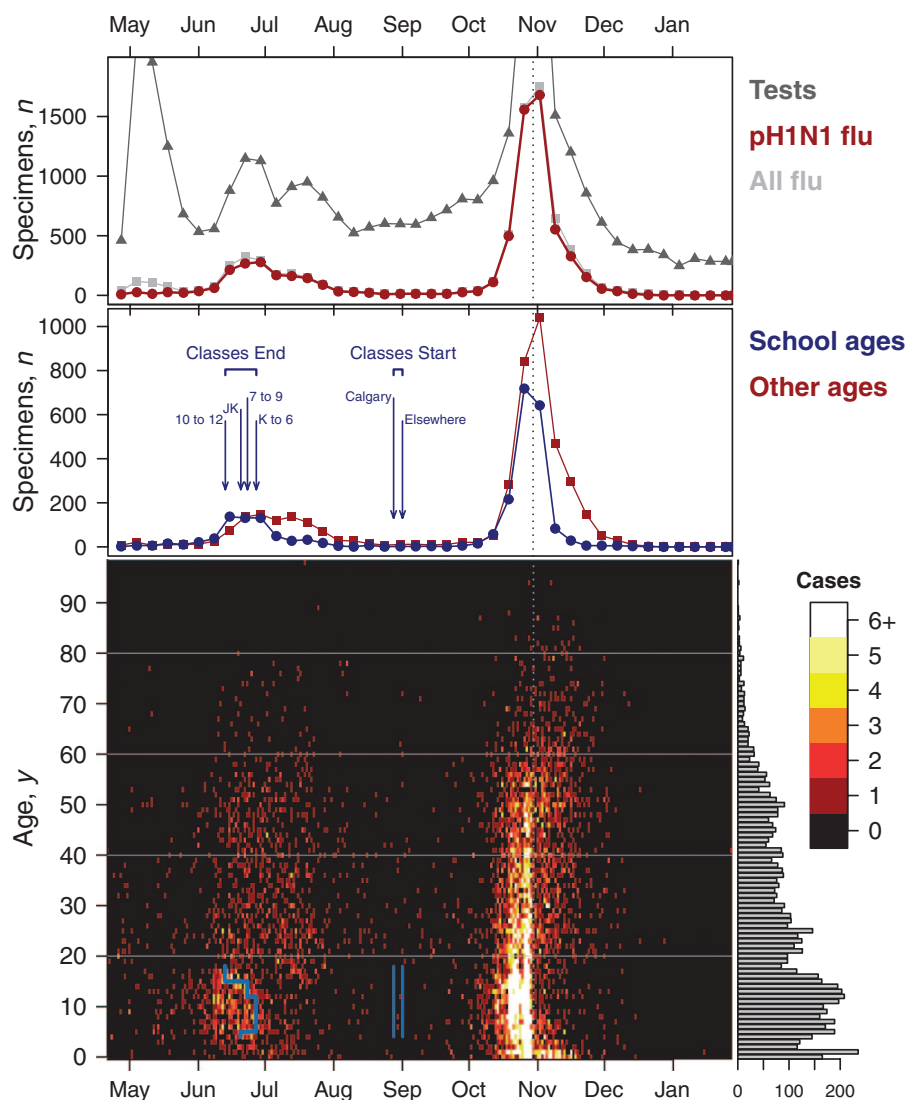 May Jun Jul Aug Sep Oct Nov Dec Jan
Specimens, n
1500
1000
500
0
Tests
pH1N1 flu
All flu
Specimens, n
1000
800
600
400
200
0
Classes End
7 to 9
JK
10 to 12
K to 6
Classes Start
Calgary
Elsewhere
School ages
Other ages
Age, y
90
80
70
60
50
40
30
20
10
0
Cases
6+
5
4
3
2
1
0
May Jun Jul Aug Sep Oct Nov Dec Jan
0 100 200